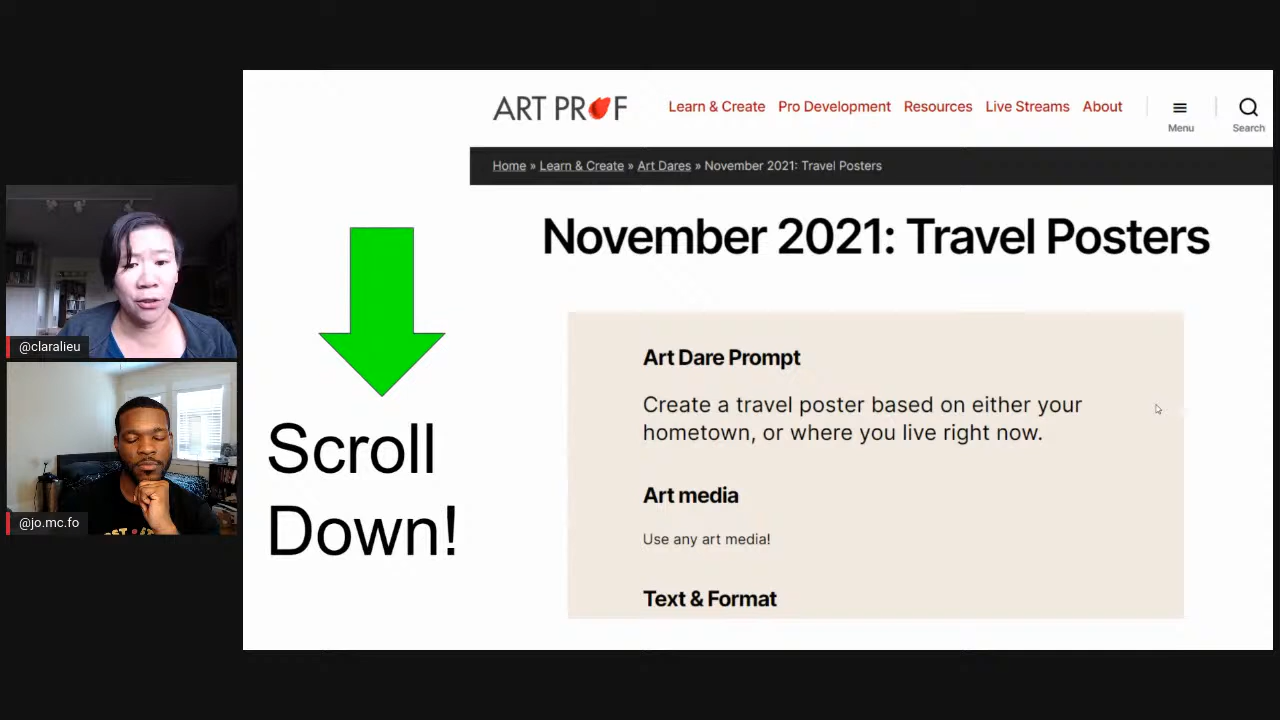 ART PROF
Learn & Create Pro Development Resources Live Streams About
Menu
Search
Home » Learn & Create » Art Dares » November 2021: Travel Posters
November 2021: Travel Posters
Art Dare Prompt
Create a travel poster based on either your
hometown, or where you live right now.
Art media
Use any art media!
Text & Format
Scroll
Down!
@claralieu
@jo.mc.fo